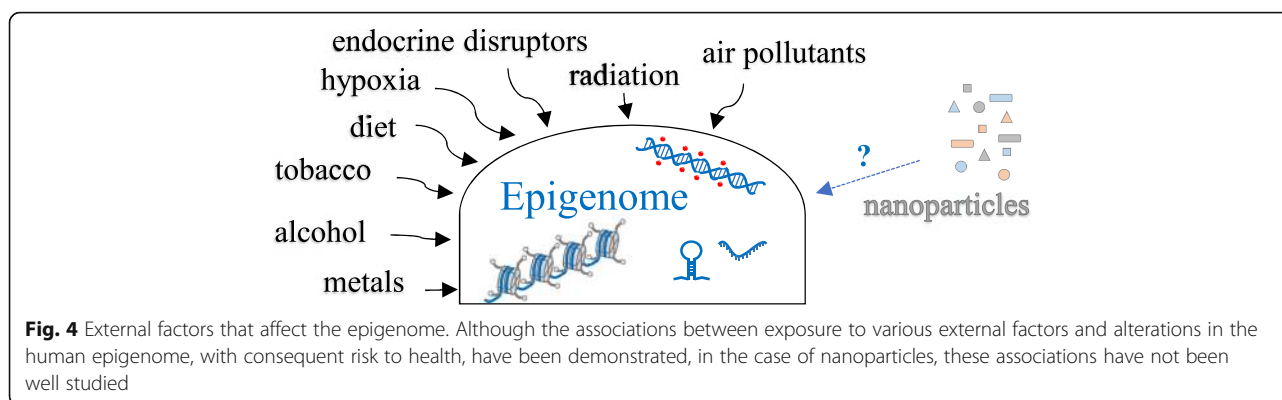 endocrine disruptors
air pollutants
hypoxia
radiation
diet
?
tobacco
Epigenome
nanoparticles
alcohol
metals
Fig. 4 External factors that affect the epigenome. Although the associations between exposure to various external factors and alterations in the
human epigenome, with consequent risk to health, have been demonstrated, in the case of nanoparticles, these associations have not been
well studied